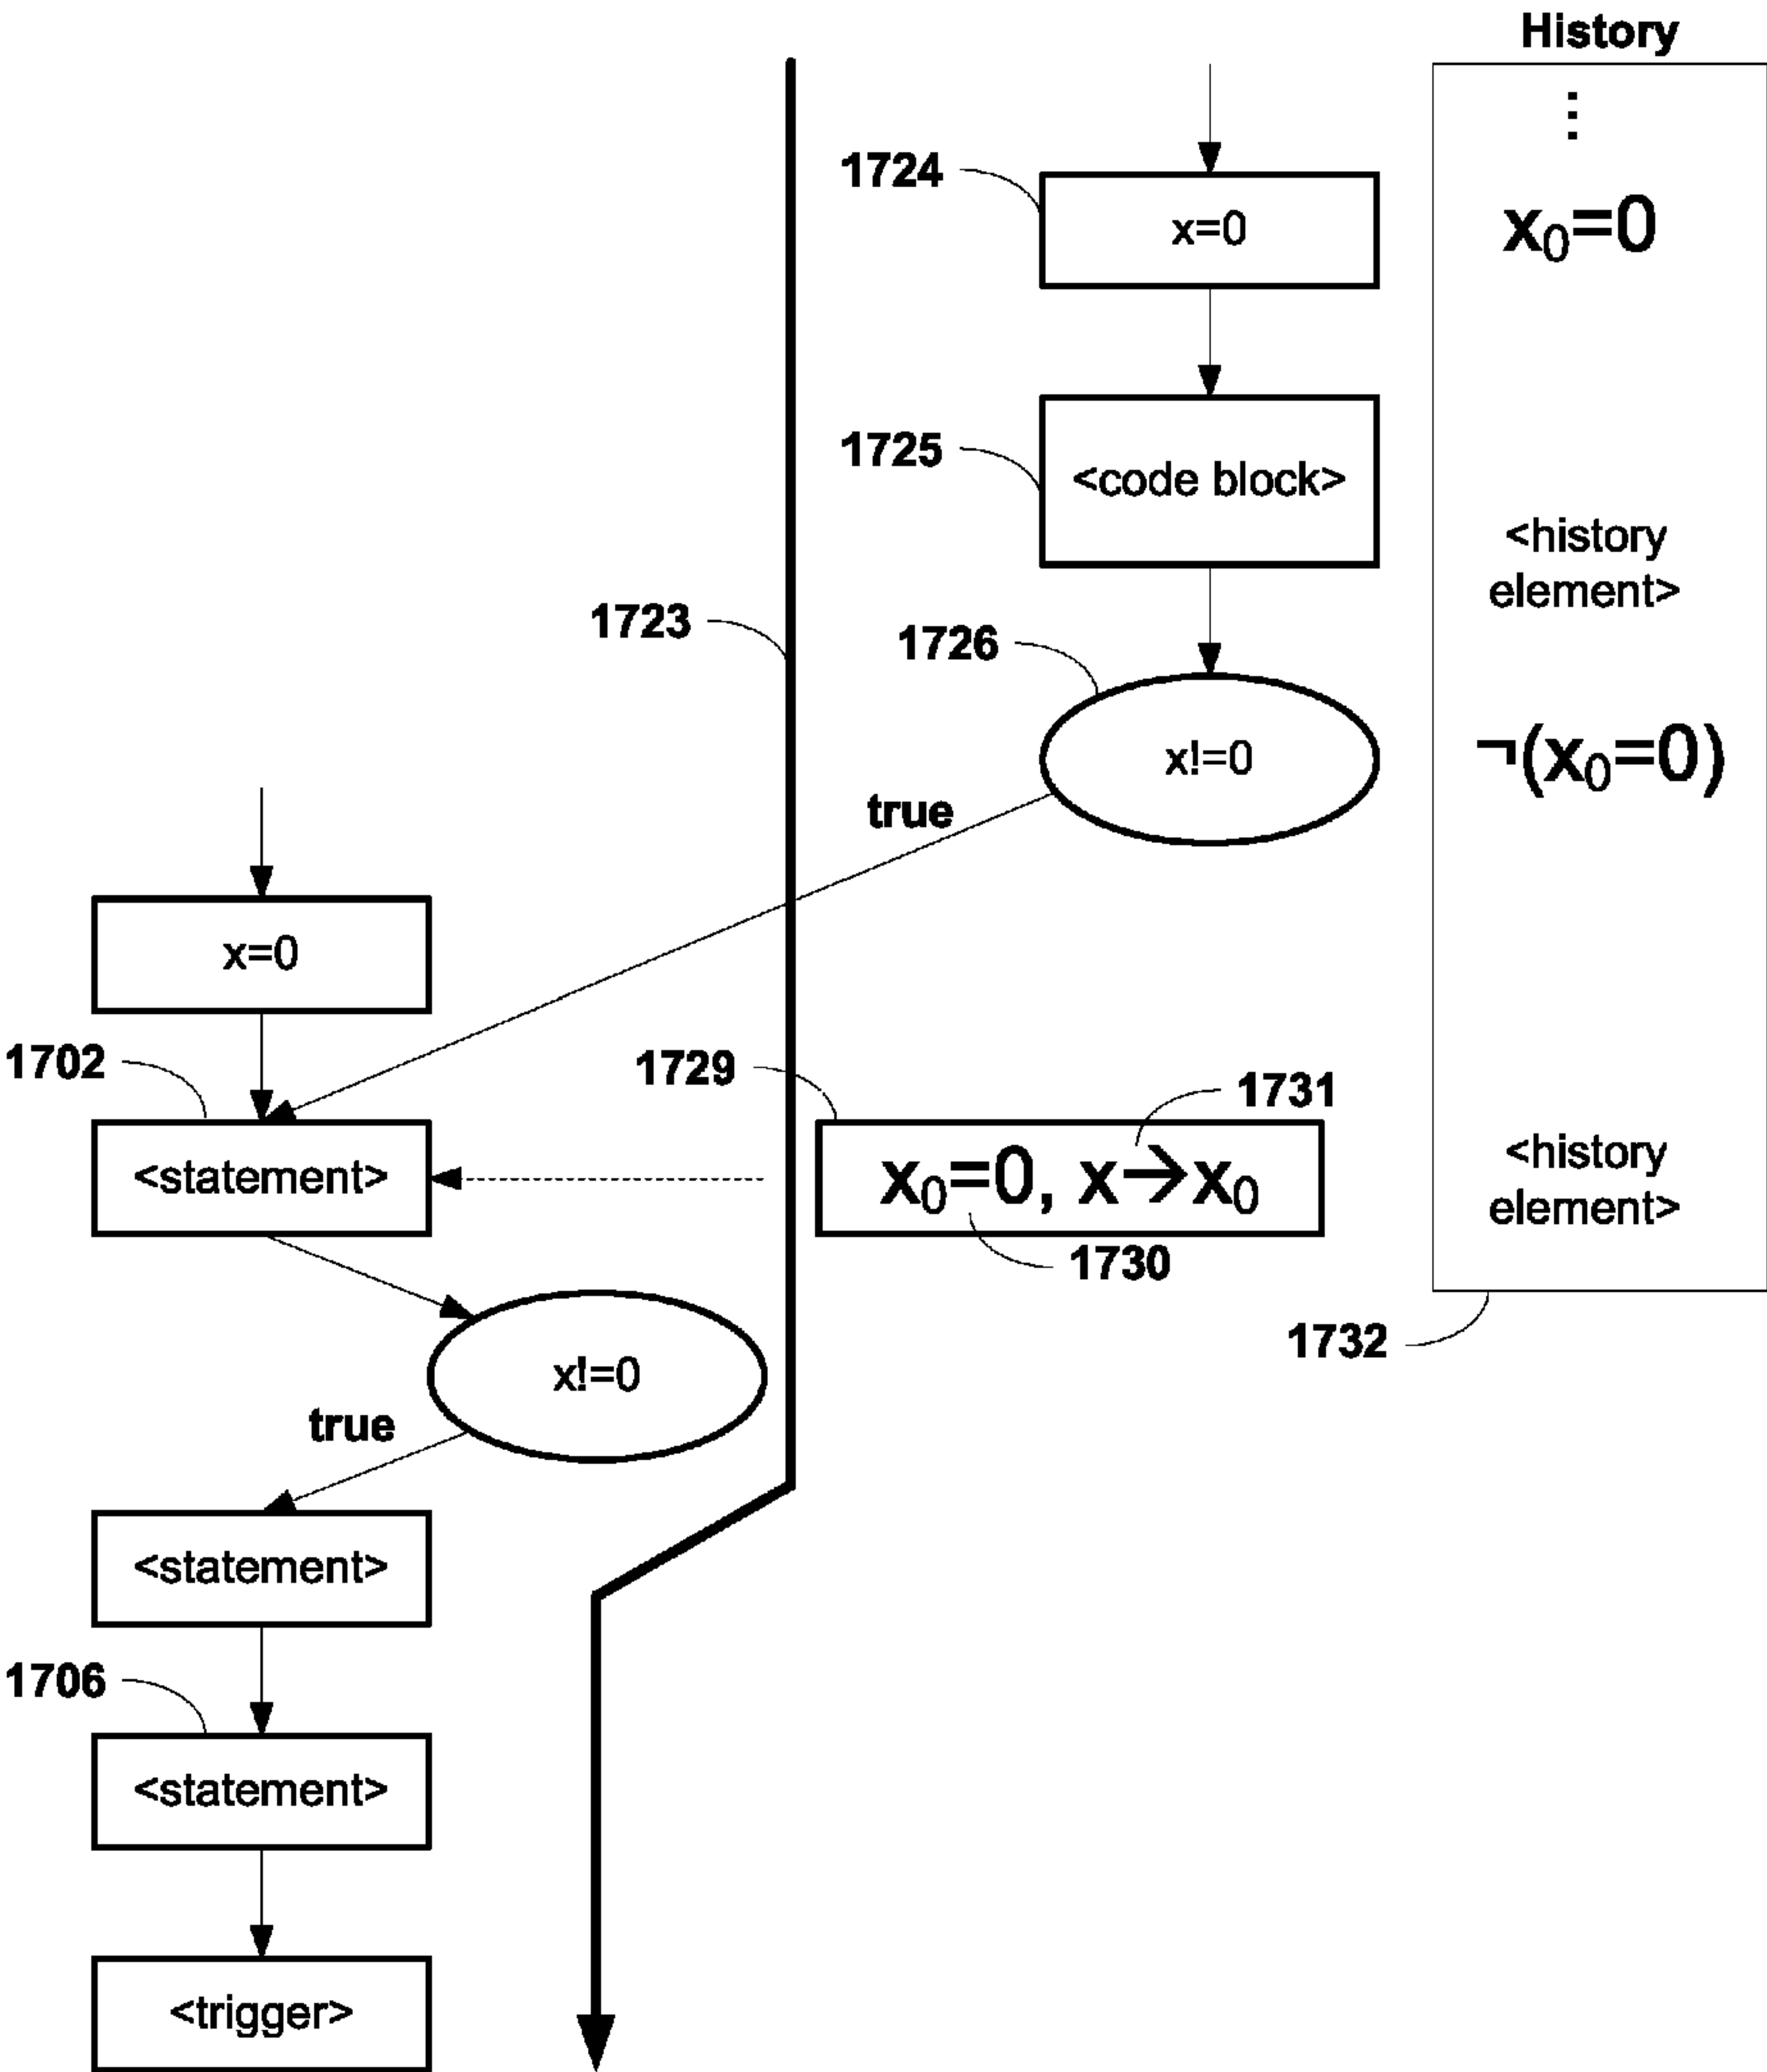 History
⋮
1724
x=0
x₀=0
1725
<code block>
<history
element>
1723
1726
x!=0
¬(x₀=0)
true
x=0
1702
1729
1731
<statement>
x₀=0, x→x₀
<history
element>
1730
1732
x!=0
true
<statement>
1706
<statement>
<trigger>